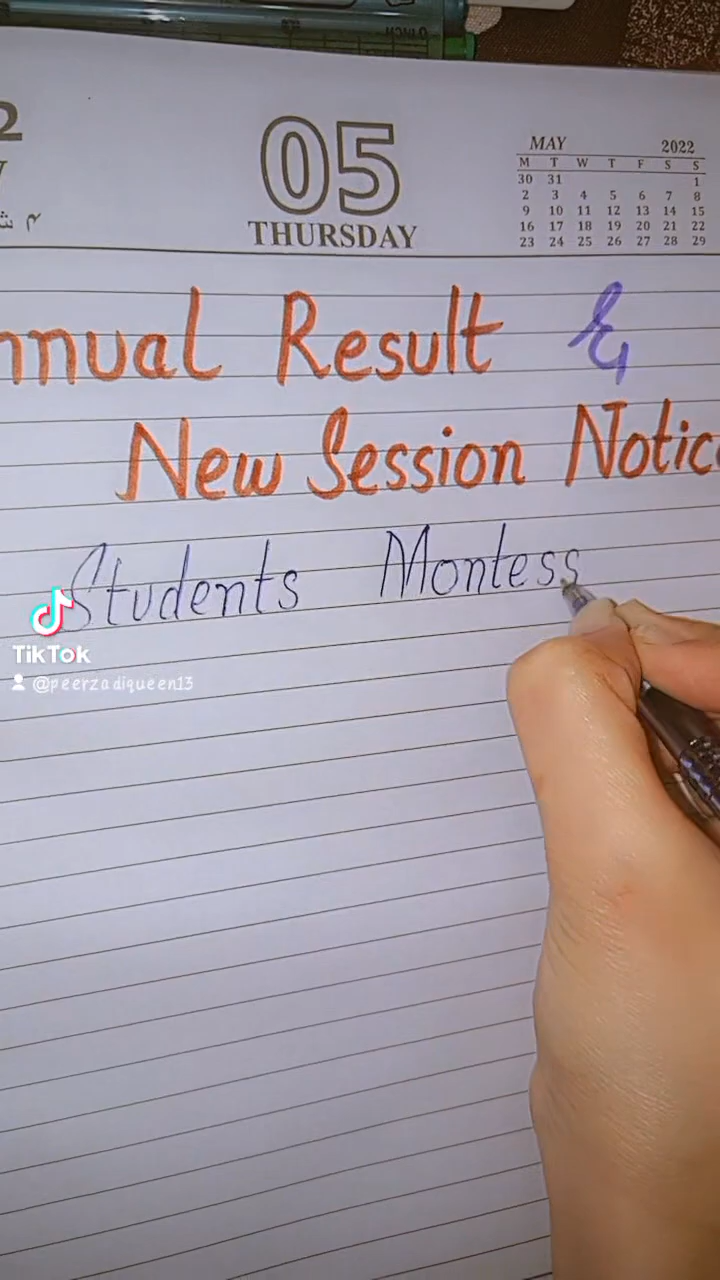 05
THURSDAY
MAY 2022
M T W T F S S
30 31 1
2 3 4 5 6 7 8
9 10 11 12 13 14 15
16 17 18 19 20 21 22
23 24 25 26 27 28 29
nnual Result &
New Session Notic
Students Montess
TikTok
@peerzadiqueen13